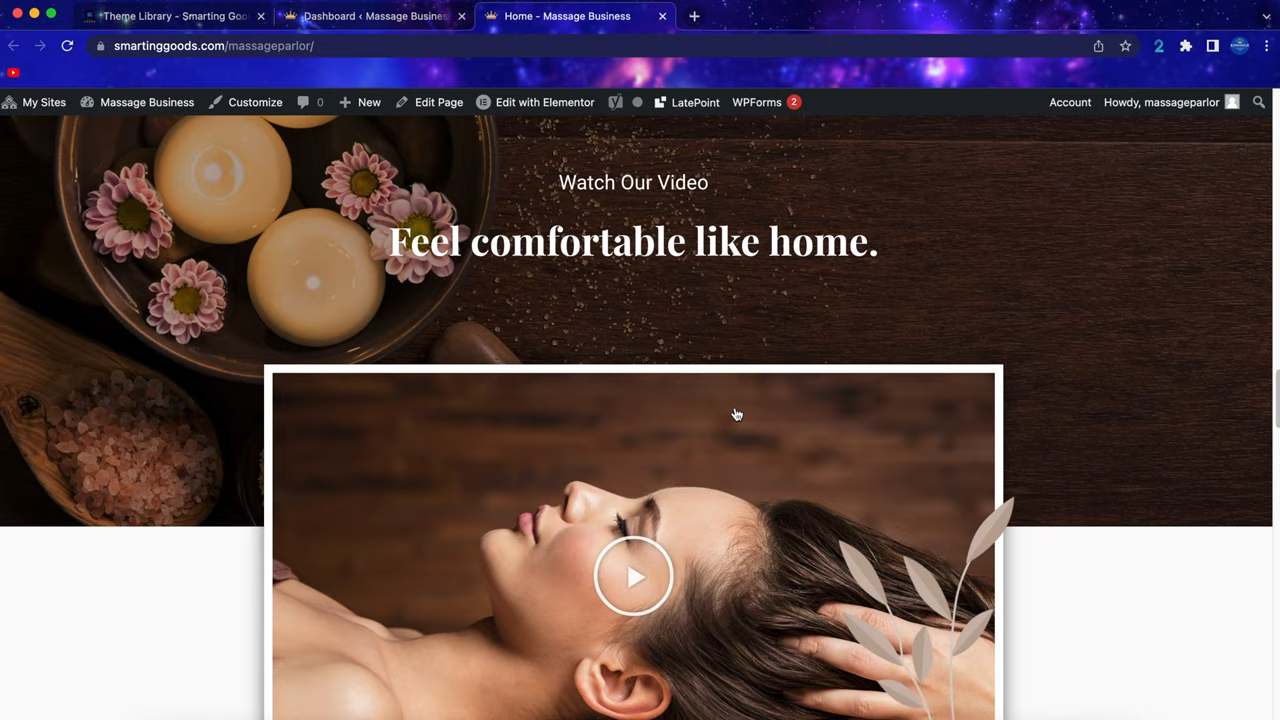 Theme Library - Smarting Goo
Dashboard ‹ Massage Busines
Home - Massage Business
smartinggoods.com/massageparlor/
2
My Sites
Massage Business
Customize
0
New
Edit Page
Edit with Elementor
LatePoint
WPForms 2
Account
Howdy, massageparlor
Watch Our Video
Feel comfortable like home.